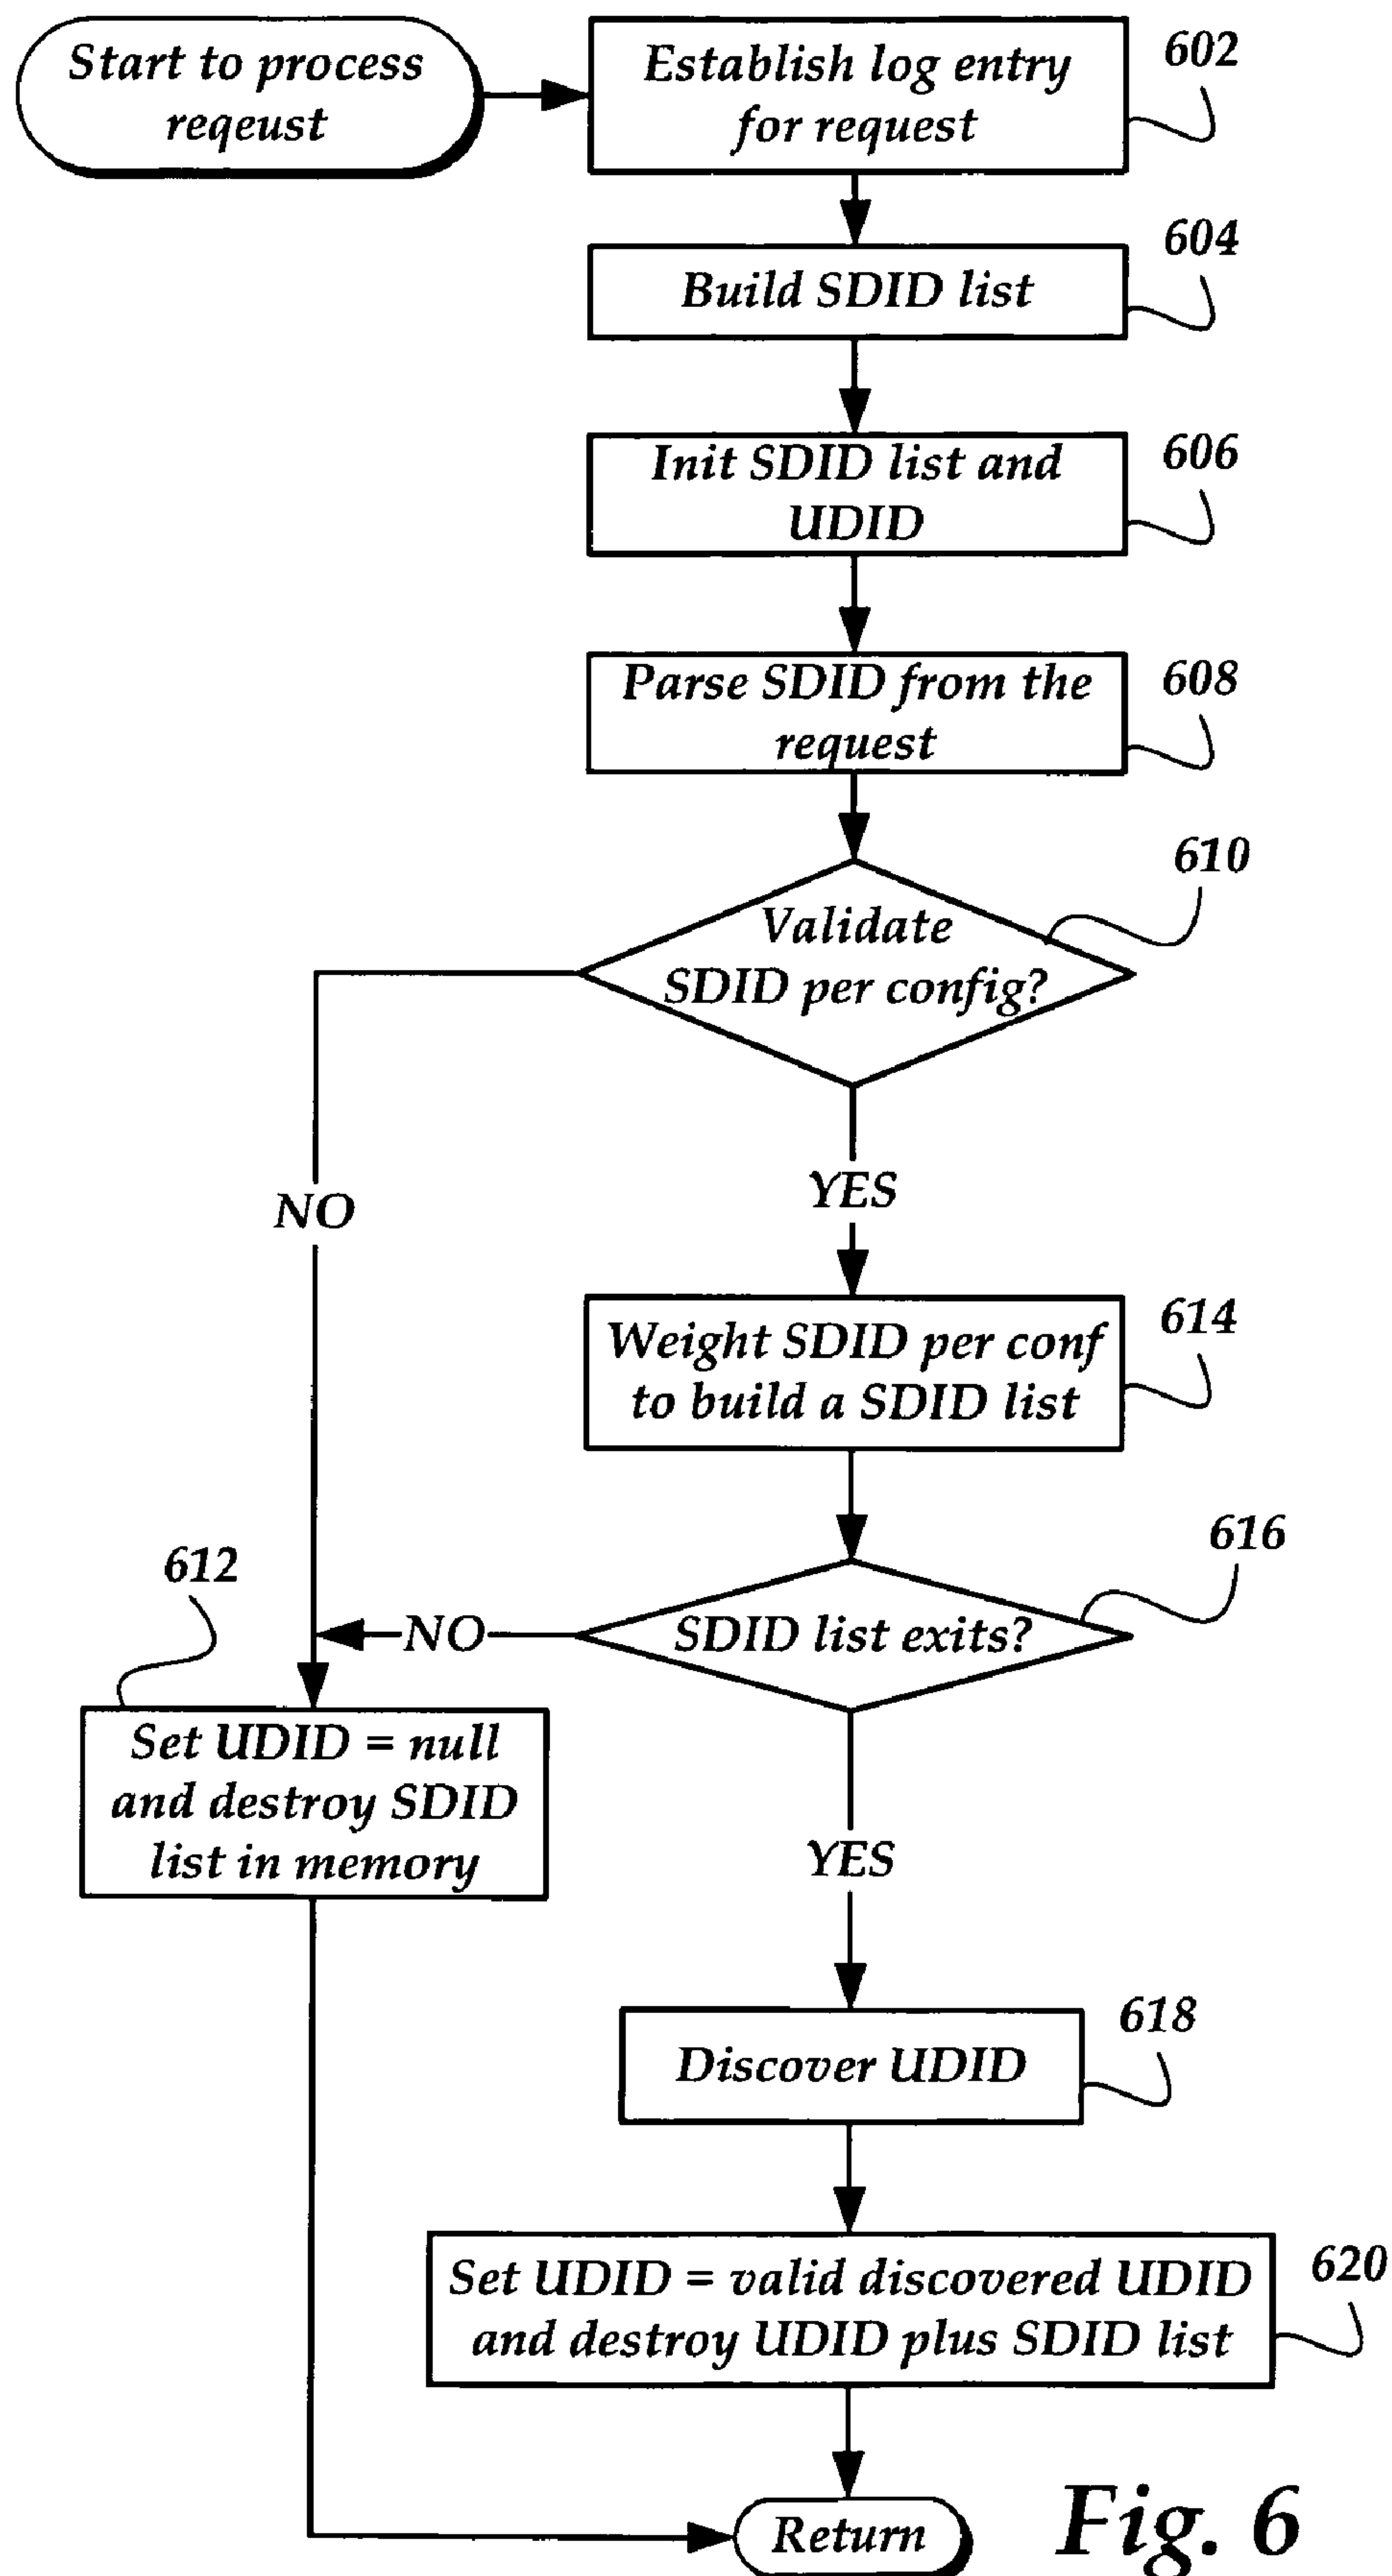 Start to process
reqeust
Establish log entry
for request
602
Build SDID list
604
Init SDID list and
UDID
606
Parse SDID from the
request
608
Validate
SDID per config?
610
NO
YES
Weight SDID per conf
to build a SDID list
614
SDID list exits?
616
NO
612
Set UDID = null
and destroy SDID
list in memory
YES
Discover UDID
618
Set UDID = valid discovered UDID
and destroy UDID plus SDID list
620
Return
Fig. 6